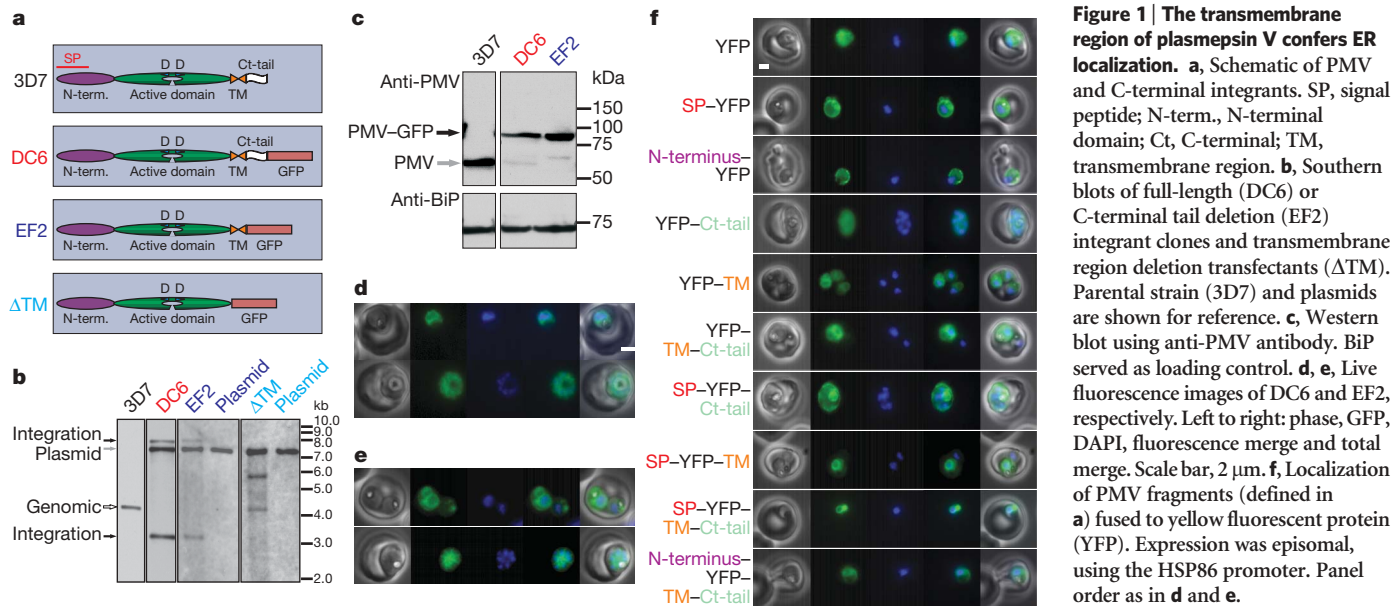 a
SP
3D7
D D
Ct-tail
N-term. Active domain TM
DC6
D D
Ct-tail
N-term. Active domain TM GFP
EF2
D D
N-term. Active domain TM GFP
ΔTM
D D
N-term. Active domain GFP
b
3D7 DC6 EF2 Plasmid ΔTM Plasmid
kb
Integration
Plasmid
Genomic
Integration
10.0
9.0
8.0
7.0
6.0
5.0
4.0
3.0
2.0
c
3D7 DC6 EF2
Anti-PMV
kDa
PMV–GFP
PMV
150
100
75
50
Anti-BiP
75
d
e
f
YFP
SP–YFP
N-terminus–
YFP
YFP–Ct-tail
YFP–TM
YFP–
TM–Ct-tail
SP–YFP–
Ct-tail
SP–YFP–TM
SP–YFP–
TM–Ct-tail
N-terminus–
YFP–
TM–Ct-tail
Figure 1 | The transmembrane
region of plasmepsin V confers ER
localization. a, Schematic of PMV
and C-terminal integrants. SP, signal
peptide; N-term., N-terminal
domain; Ct, C-terminal; TM,
transmembrane region. b, Southern
blots of full-length (DC6) or
C-terminal tail deletion (EF2)
integrant clones and transmembrane
region deletion transfectants (ΔTM).
Parental strain (3D7) and plasmids
are shown for reference. c, Western
blot using anti-PMV antibody. BiP
served as loading control. d, e, Live
fluorescence images of DC6 and EF2,
respectively. Left to right: phase, GFP,
DAPI, fluorescence merge and total
merge. Scale bar, 2 μm. f, Localization
of PMV fragments (defined in
a) fused to yellow fluorescent protein
(YFP). Expression was episomal,
using the HSP86 promoter. Panel
order as in d and e.